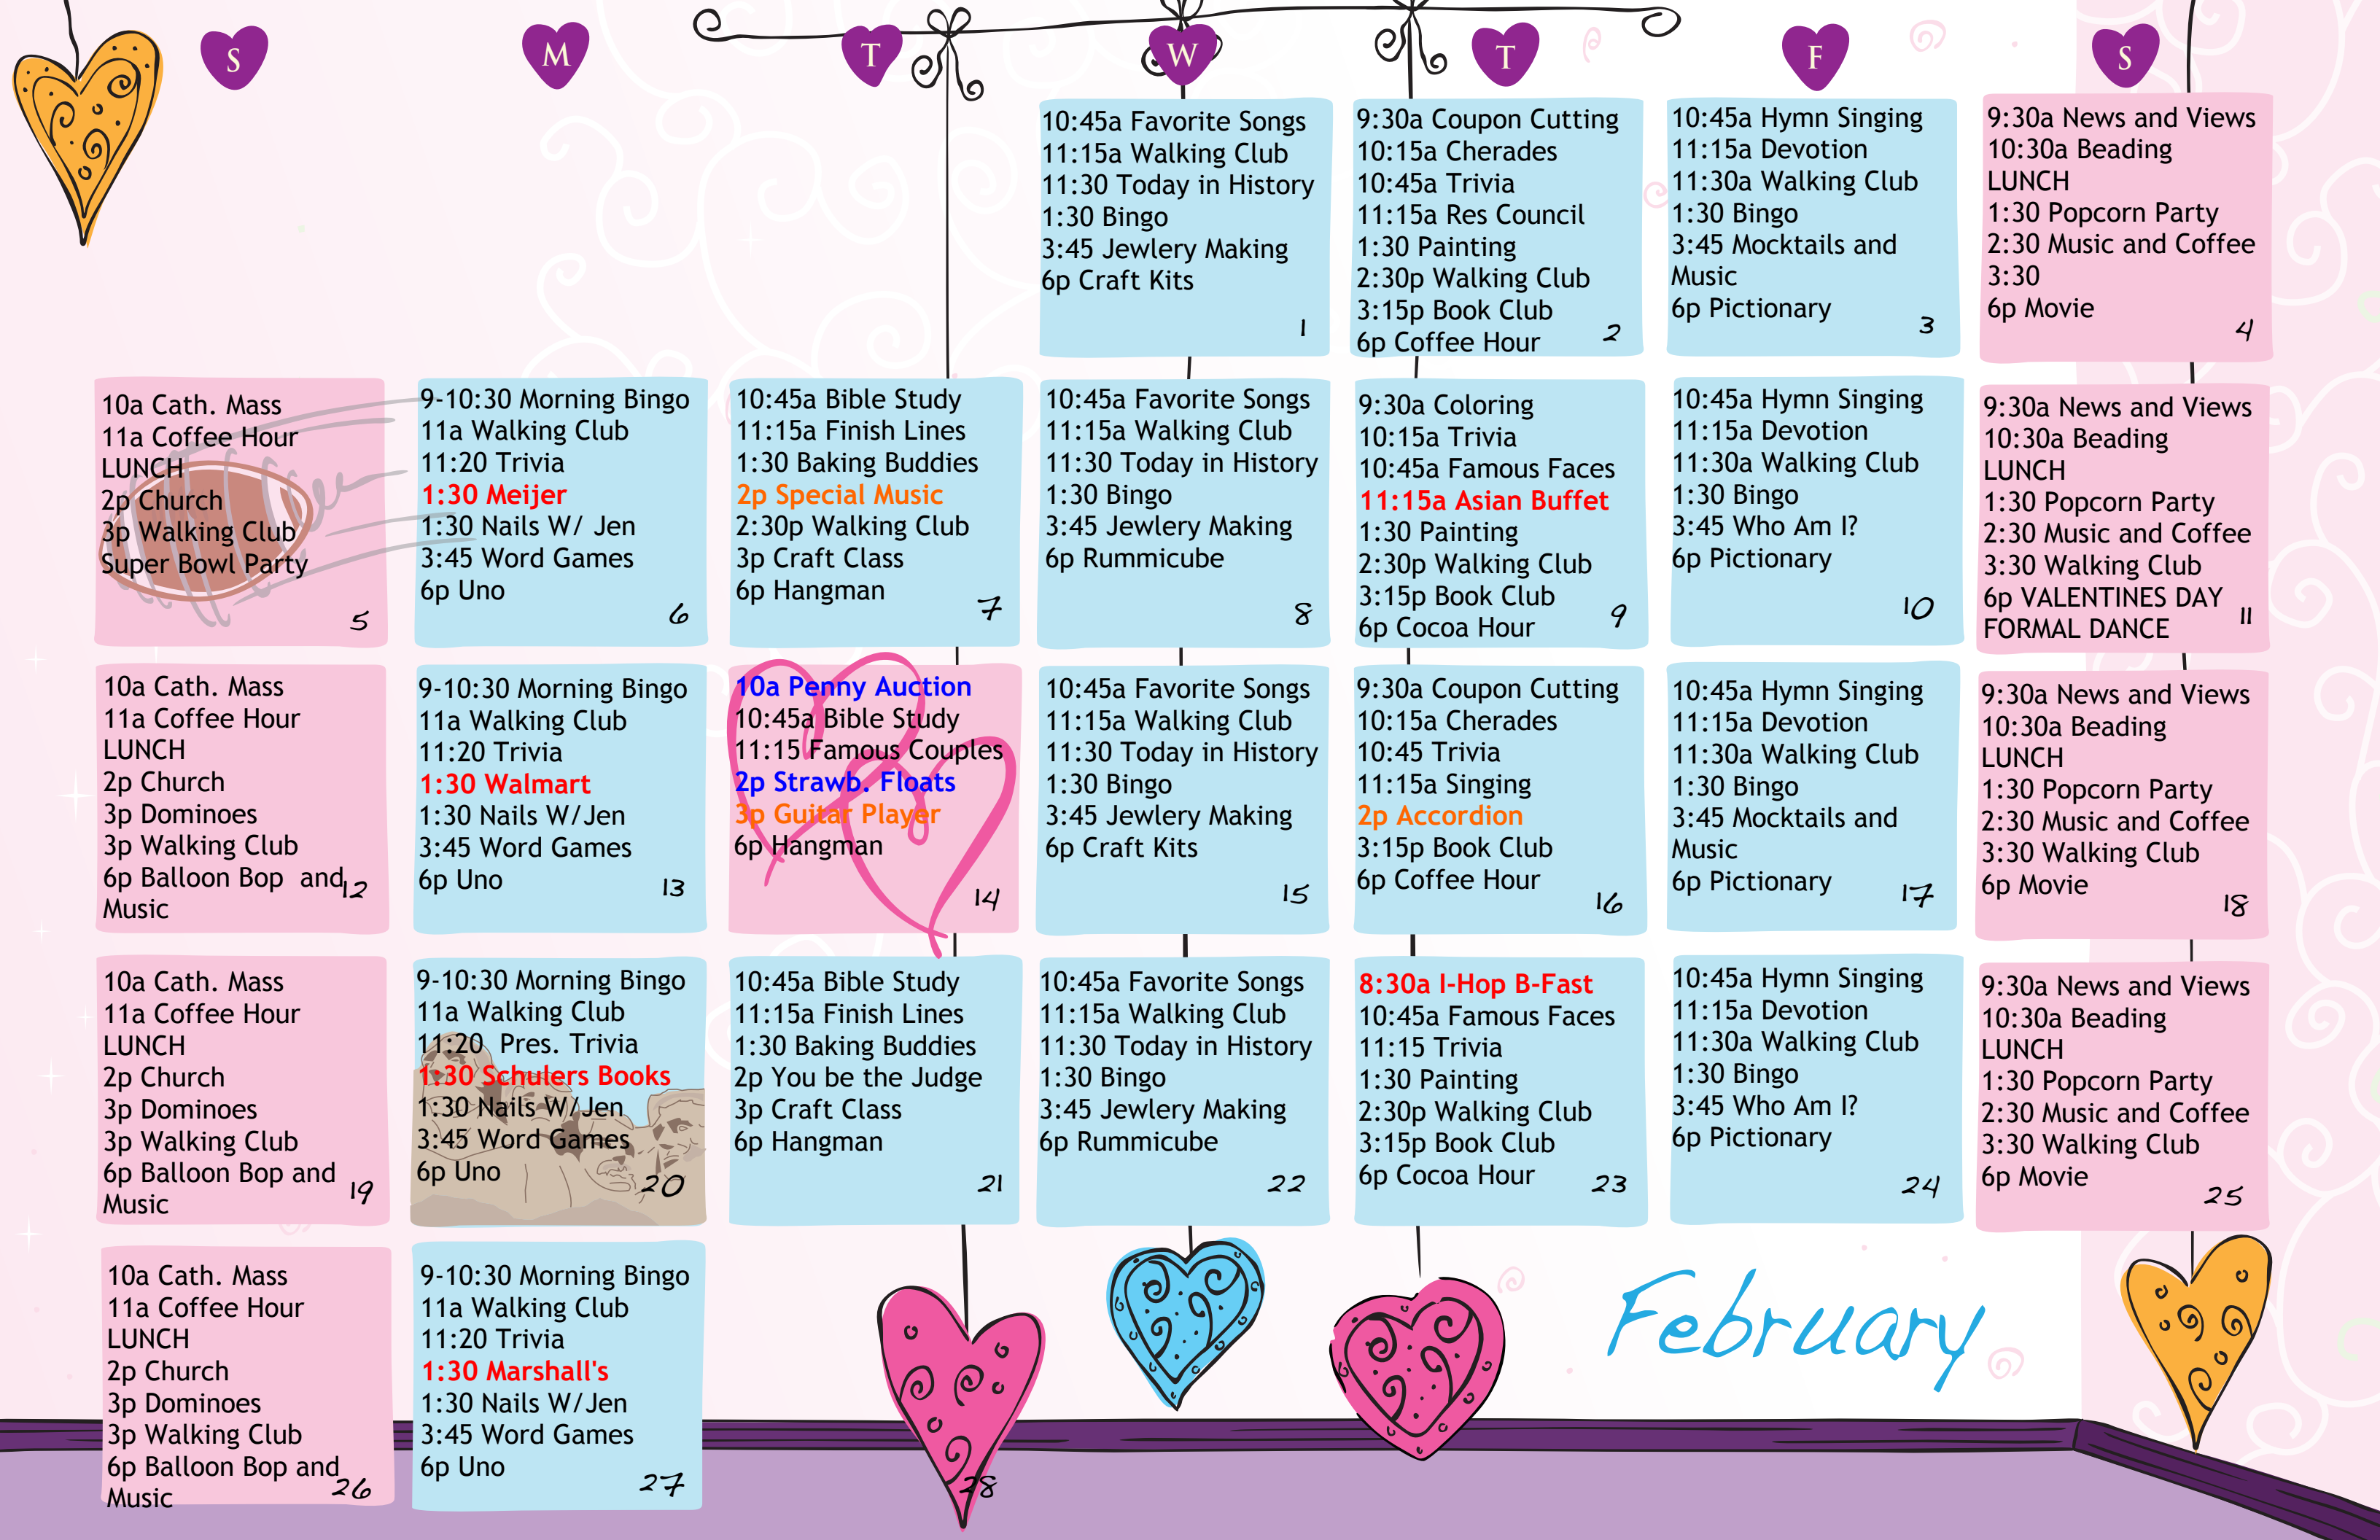 S
M
T
W
T
F
S
10:45a Favorite Songs
11:15a Walking Club
11:30 Today in History
1:30 Bingo
3:45 Jewlery Making
6p Craft Kits
1
9:30a Coupon Cutting
10:15a Cherades
10:45a Trivia
11:15a Res Council
1:30 Painting
2:30p Walking Club
3:15p Book Club
6p Coffee Hour
2
10:45a Hymn Singing
11:15a Devotion
11:30a Walking Club
1:30 Bingo
3:45 Mocktails and
Music
6p Pictionary
3
9:30a News and Views
10:30a Beading
LUNCH
1:30 Popcorn Party
2:30 Music and Coffee
3:30
6p Movie
4
10a Cath. Mass
11a Coffee Hour
LUNCH
2p Church
3p Walking Club
Super Bowl Party
5
9-10:30 Morning Bingo
11a Walking Club
11:20 Trivia
1:30 Meijer
1:30 Nails W/ Jen
3:45 Word Games
6p Uno
6
10:45a Bible Study
11:15a Finish Lines
1:30 Baking Buddies
2p Special Music
2:30p Walking Club
3p Craft Class
6p Hangman
7
10:45a Favorite Songs
11:15a Walking Club
11:30 Today in History
1:30 Bingo
3:45 Jewlery Making
6p Rummicube
8
9:30a Coloring
10:15a Trivia
10:45a Famous Faces
11:15a Asian Buffet
1:30 Painting
2:30p Walking Club
3:15p Book Club
6p Cocoa Hour
9
10:45a Hymn Singing
11:15a Devotion
11:30a Walking Club
1:30 Bingo
3:45 Who Am I?
6p Pictionary
10
9:30a News and Views
10:30a Beading
LUNCH
1:30 Popcorn Party
2:30 Music and Coffee
3:30 Walking Club
6p VALENTINES DAY
FORMAL DANCE
11
10a Cath. Mass
11a Coffee Hour
LUNCH
2p Church
3p Dominoes
3p Walking Club
6p Balloon Bop and
Music
12
9-10:30 Morning Bingo
11a Walking Club
11:20 Trivia
1:30 Walmart
1:30 Nails W/Jen
3:45 Word Games
6p Uno
13
10a Penny Auction
10:45a Bible Study
11:15 Famous Couples
2p Strawb. Floats
3p Guitar Player
6p Hangman
14
10:45a Favorite Songs
11:15a Walking Club
11:30 Today in History
1:30 Bingo
3:45 Jewlery Making
6p Craft Kits
15
9:30a Coupon Cutting
10:15a Cherades
10:45 Trivia
11:15a Singing
2p Accordion
3:15p Book Club
6p Coffee Hour
16
10:45a Hymn Singing
11:15a Devotion
11:30a Walking Club
1:30 Bingo
3:45 Mocktails and
Music
6p Pictionary
17
9:30a News and Views
10:30a Beading
LUNCH
1:30 Popcorn Party
2:30 Music and Coffee
3:30 Walking Club
6p Movie
18
10a Cath. Mass
11a Coffee Hour
LUNCH
2p Church
3p Dominoes
3p Walking Club
6p Balloon Bop and
Music
19
9-10:30 Morning Bingo
11a Walking Club
11:20 Pres. Trivia
1:30 Schulers Books
1:30 Nails W/Jen
3:45 Word Games
6p Uno
20
10:45a Bible Study
11:15a Finish Lines
1:30 Baking Buddies
2p You be the Judge
3p Craft Class
6p Hangman
21
10:45a Favorite Songs
11:15a Walking Club
11:30 Today in History
1:30 Bingo
3:45 Jewlery Making
6p Rummicube
22
8:30a I-Hop B-Fast
10:45a Famous Faces
11:15 Trivia
1:30 Painting
2:30p Walking Club
3:15p Book Club
6p Cocoa Hour
23
10:45a Hymn Singing
11:15a Devotion
11:30a Walking Club
1:30 Bingo
3:45 Who Am I?
6p Pictionary
24
9:30a News and Views
10:30a Beading
LUNCH
1:30 Popcorn Party
2:30 Music and Coffee
3:30 Walking Club
6p Movie
25
10a Cath. Mass
11a Coffee Hour
LUNCH
2p Church
3p Dominoes
3p Walking Club
6p Balloon Bop and
Music
26
9-10:30 Morning Bingo
11a Walking Club
11:20 Trivia
1:30 Marshall's
1:30 Nails W/Jen
3:45 Word Games
6p Uno
27
28
February